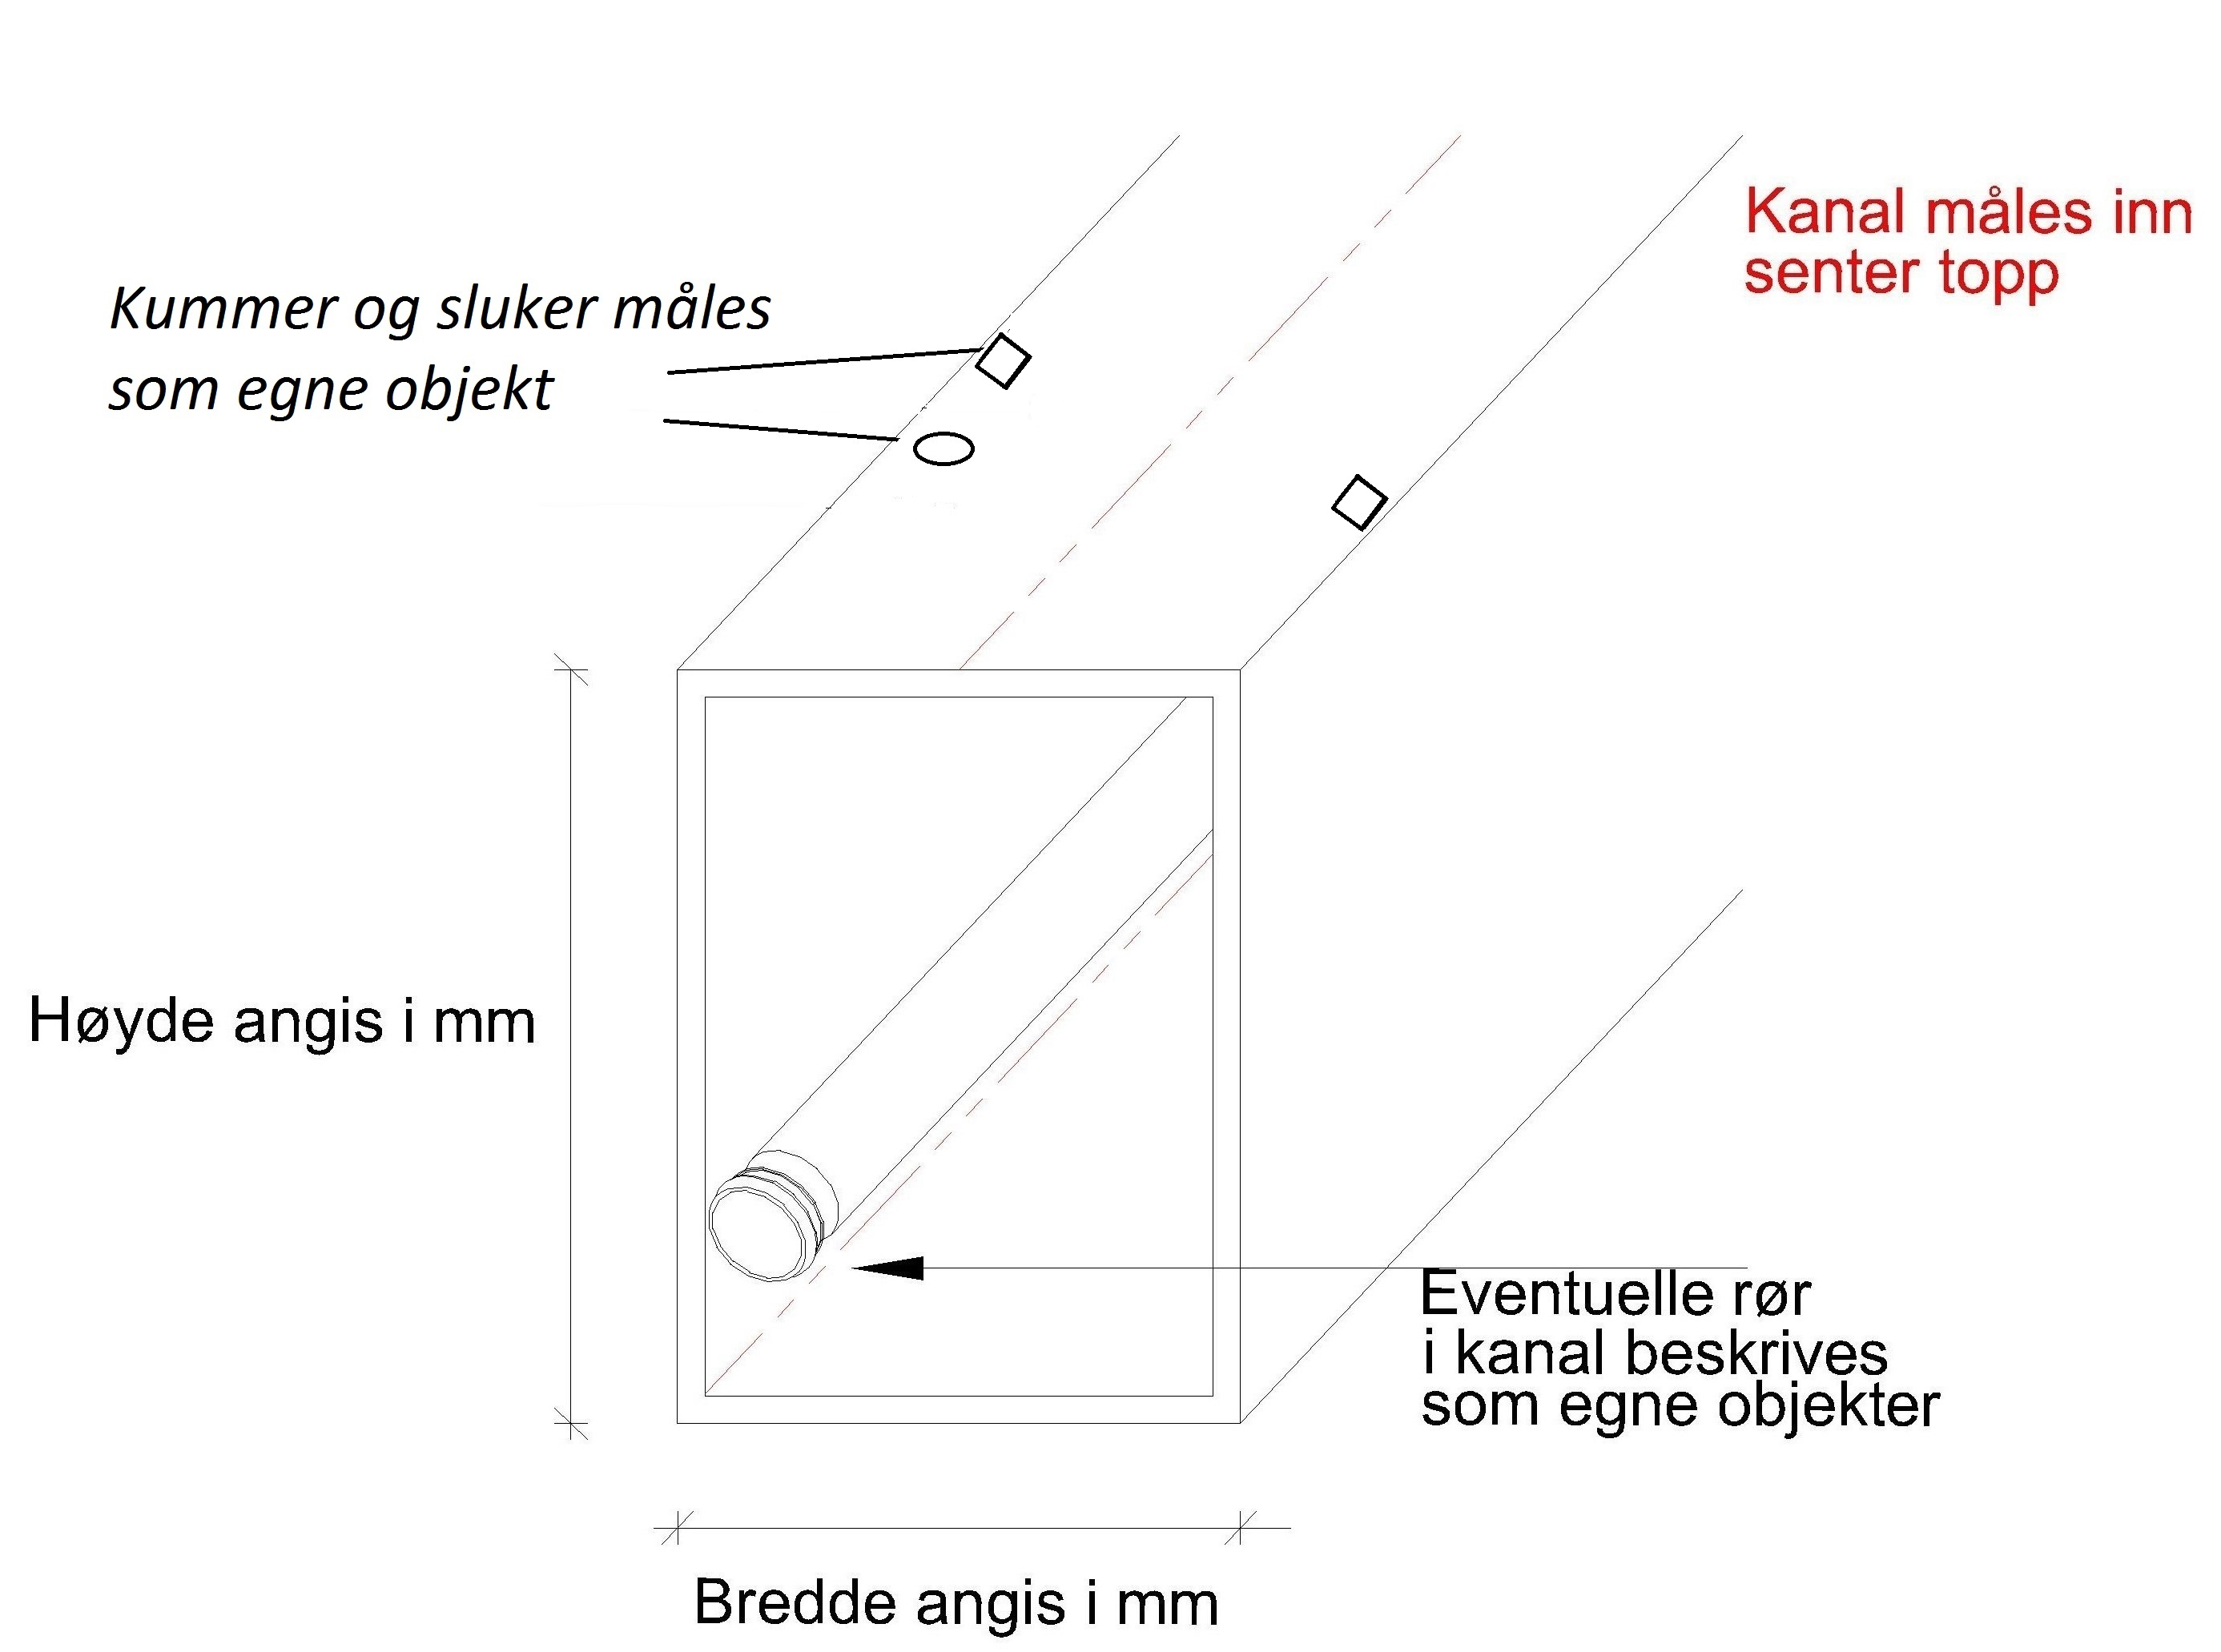 Kanal måles inn
senter topp
Kummer og sluker måles
som egne objekt
Høyde angis i mm
Eventuelle rør
i kanal beskrives
som egne objekter
Bredde angis i mm